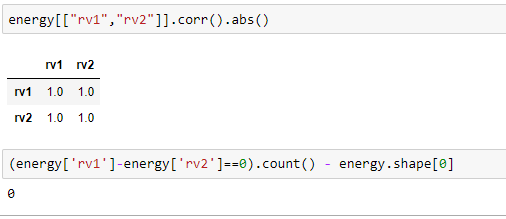 energy[["rv1","rv2"]].corr().abs()
rv1 rv2
rv1 1.0 1.0
rv2 1.0 1.0
(energy['rv1']-energy['rv2']==0).count() - energy.shape[0]
0